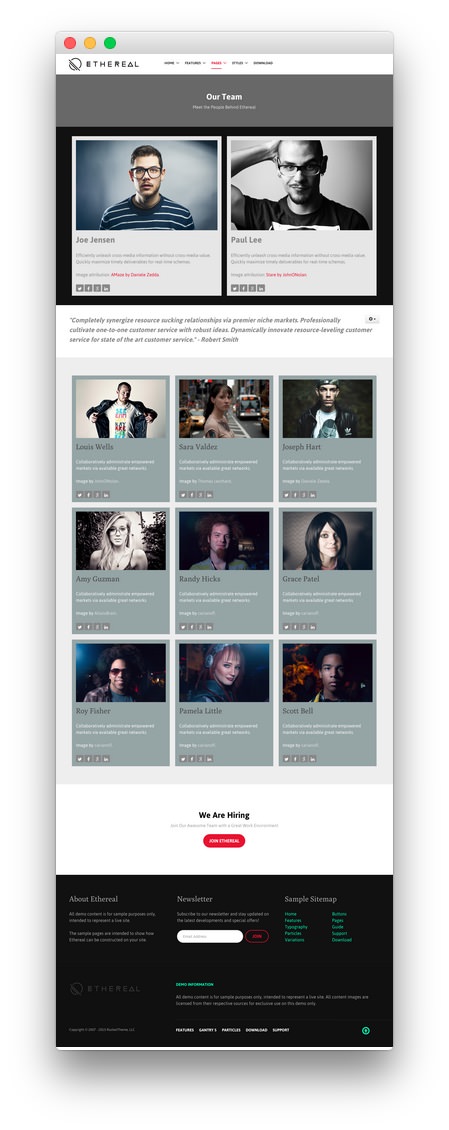 ETHEREAL HOME FEATURES PAGES STYLES DOWNLOAD
Our Team
Meet the People Behind Ethereal
Joe Jensen
Efficiently unleash cross-media information without cross-media value.
Quickly maximize timely deliverables for real-time schemas.
Image attribution: AMuse by Daniele Zedda.
Paul Lee
Efficiently unleash cross-media information without cross-media value.
Quickly maximize timely deliverables for real-time schemas.
Image attribution: Stare by JohnONolan.
"Completely synergize resource sucking relationships via premier niche markets. Professionally
cultivate one-to-one customer service with robust ideas. Dynamically innovate resource-leveling customer
service for state of the art customer service." - Robert Smith
Louis Wells
Collaboratively administrate empowered
markets via available great networks.
Image by JohnONolan.
Sara Valdez
Collaboratively administrate empowered
markets via available great networks.
Image by Thomas Leuthard.
Joseph Hart
Collaboratively administrate empowered
markets via available great networks.
Image by Daniele Zedda.
Amy Guzman
Collaboratively administrate empowered
markets via available great networks.
Image by
Randy Hicks
Collaboratively administrate empowered
markets via available great networks.
Image by
Grace Patel
Collaboratively administrate empowered
markets via available great networks.
Image by
Roy Fisher
Collaboratively administrate empowered
markets via available great networks.
Image by
Pamela Little
Collaboratively administrate empowered
markets via available great networks.
Image by
Scott Bell
Collaboratively administrate empowered
markets via available great networks.
Image by
We Are Hiring
Join Our Awesome Team with a Great Work Environment
JOIN ETHEREAL
About Ethereal
All demo content is for sample purposes only,
intended to represent a live site.
The sample pages are intended to show how
Ethereal can be constructed on your site.
Newsletter
Subscribe to our newsletter and stay updated on
the latest developments and special offers!
Email Address JOIN
Sample Sitemap
Home
Features
Typography
Particles
Variations
Buttons
Pages
Guide
Support
Download
ETHEREAL
DEMO INFORMATION
All demo content is for sample purposes only, intended to represent a live site. All content images are
licensed from their respective sources for exclusive use on this demo only.
Copyright © 2007 - 2015 RocketTheme, LLC
FEATURES GANTRY 5 PARTICLES DOWNLOAD SUPPORT